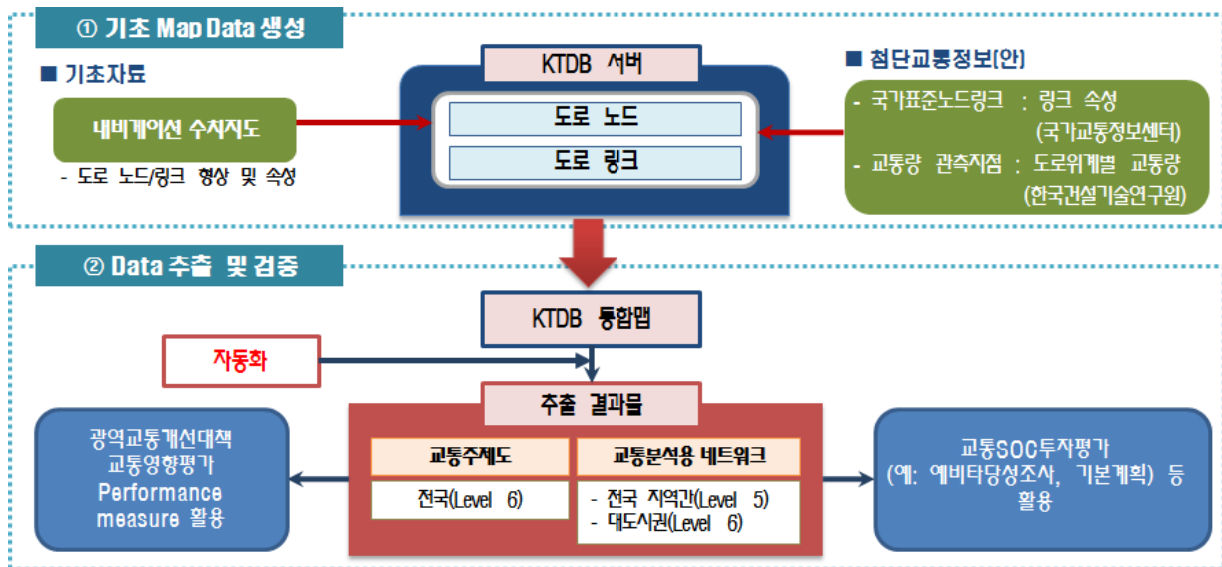 ① 기초 Map Data 생성
■ 기초자료
내비게이션 수치지도
- 도로 노드/링크 형상 및 속성
KTDB 서버
도로 노드
도로 링크
■ 첨단교통정보(안)
- 국가표준노드링크 : 링크 속성
(국가교통정보센터)
- 교통량 관측지점 : 도로위계별 교통량
(한국건설기술연구원)
② Data 추출 및 검증
KTDB 통합맵
자동화
추출 결과물
교통주제도
전국(Level 6)
교통분석용 네트워크
- 전국 지역간(Level 5)
- 대도시권(Level 6)
광역교통개선대책
교통영향평가
Performance
measure 활용
교통SOC투자평가
(예: 예비타당성조사, 기본계획) 등
활용